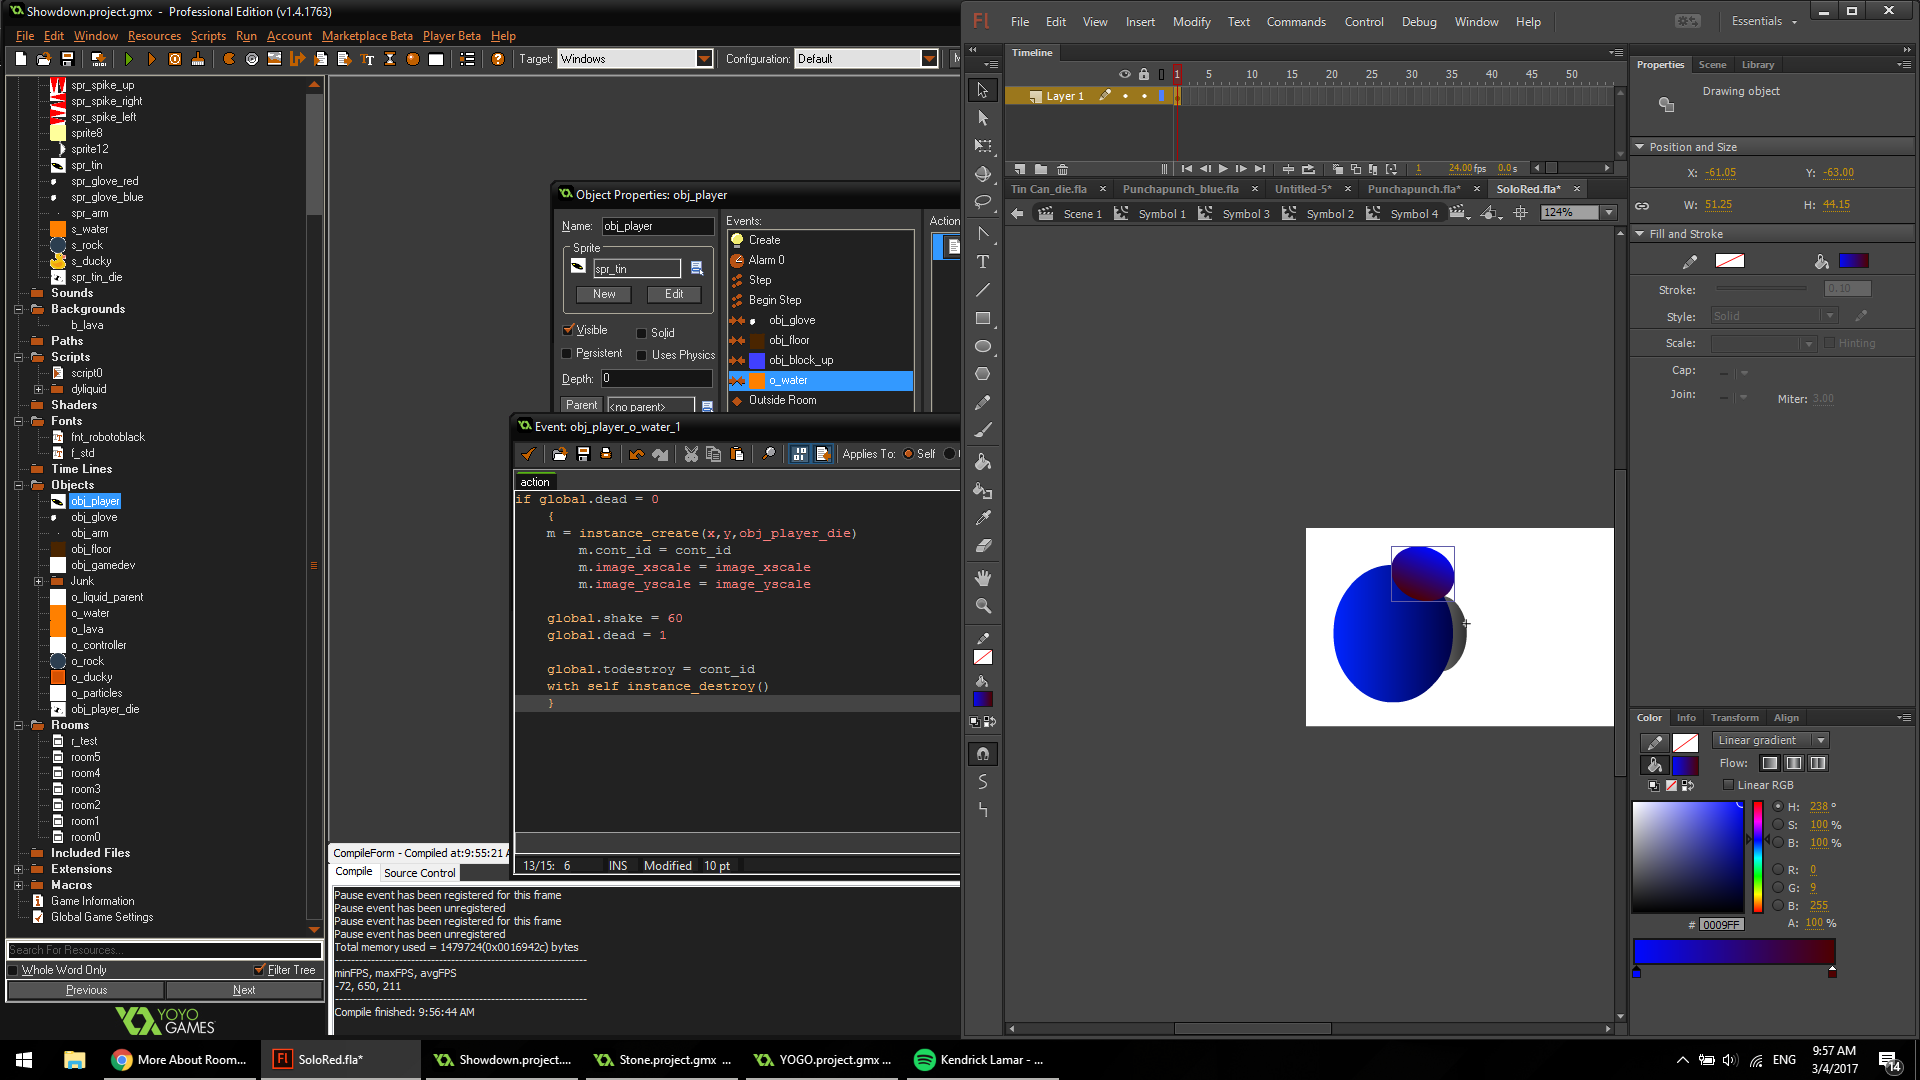 Showdown.project.gmx - Professional Edition (v1.4.1763)
File Edit Window Resources Scripts Run Account Marketplace Beta Player Beta Help
Target: Windows Configuration: Default
spr_spike_up
spr_spike_right
spr_spike_left
sprite8
sprite12
spr_tin
spr_glove_red
spr_glove_blue
spr_arm
s_water
s_rock
s_ducky
spr_tin_die
Sounds
Backgrounds
b_lava
Paths
Scripts
script0
dyliquid
Shaders
Fonts
fnt_robotoblack
f_std
Time Lines
Objects
obj_player
obj_glove
obj_arm
obj_floor
obj_gamedev
Junk
o_liquid_parent
o_water
o_lava
o_controller
o_rock
o_ducky
o_particles
obj_player_die
Rooms
r_test
room5
room4
room3
room2
room1
room0
Included Files
Extensions
Macros
Game Information
Global Game Settings
Search For Resources...
Whole Word Only Filter Tree
Previous Next
YOYO
GAMES
Object Properties: obj_player
Name: obj_player
Sprite
spr_tin
New Edit
Visible Solid
Persistent Uses Physics
Depth: 0
Parent <no parent>
Events:
Create
Alarm 0
Step
Begin Step
obj_glove
obj_floor
obj_block_up
o_water
Outside Room
Action
Event: obj_player_o_water_1
Applies To: Self
action
if global.dead = 0
{
m = instance_create(x,y,obj_player_die)
m.cont_id = cont_id
m.image_xscale = image_xscale
m.image_yscale = image_yscale
global.shake = 60
global.dead = 1
global.todestroy = cont_id
with self instance_destroy()
}
13/15: 6 INS Modified 10 pt
CompileForm - Compiled at:9:55:21
Compile Source Control
Pause event has been registered for this frame
Pause event has been unregistered
Pause event has been registered for this frame
Pause event has been unregistered
Total memory used = 1479724(0x0016942c) bytes
minFPS, maxFPS, avgFPS
-72, 650, 211
Compile finished: 9:56:44 AM
Fl File Edit View Insert Modify Text Commands Control Debug Window Help Essentials
Timeline
1 5 10 15 20 25 30 35 40 45 50
Layer 1
1 24.00 fps 0.0 s
Tin Can_die.fla Punchapunch_blue.fla Untitled-5* Punchapunch.fla* SoloRed.fla*
Scene 1 Symbol 1 Symbol 3 Symbol 2 Symbol 4 124%
Properties Scene Library
Drawing object
Position and Size
X: -61.05 Y: -63.00
W: 51.25 H: 44.15
Fill and Stroke
Stroke: 0.10
Style: Solid
Scale: Hinting
Cap:
Join: Miter: 3.00
Color Info Transform Align
Linear gradient
Flow:
Linear RGB
H: 238 °
S: 100 %
B: 100 %
R: 0
G: 9
B: 255
# 0009FF A: 100 %
More About Room... SoloRed.fla* Showdown.project.... Stone.project.gmx ... YOGO.project.gmx ... Kendrick Lamar - ...
ENG
9:57 AM
3/4/2017
14